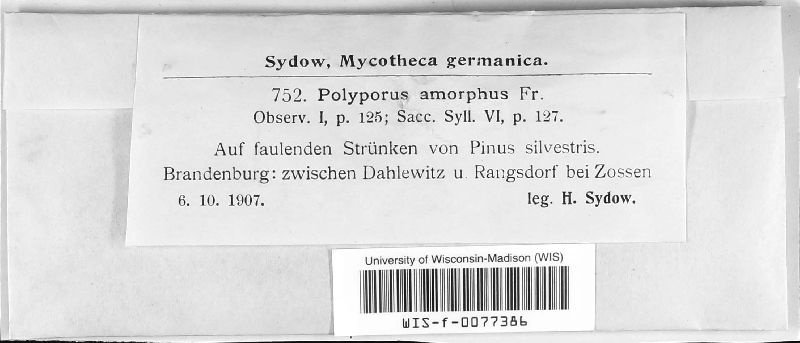 Sydow, Mycotheca germanica.
752. Polyporus amorphus Fr.
Observ. I, p. 125; Sacc. Syll. VI, p. 127.
Auf faulenden Strünken von Pinus silvestris.
Brandenburg: zwischen Dahlewitz u. Rangsdorf bei Zossen
6. 10. 1907. leg. H. Sydow.
University of Wisconsin-Madison (WIS)
WIS-f-0077386